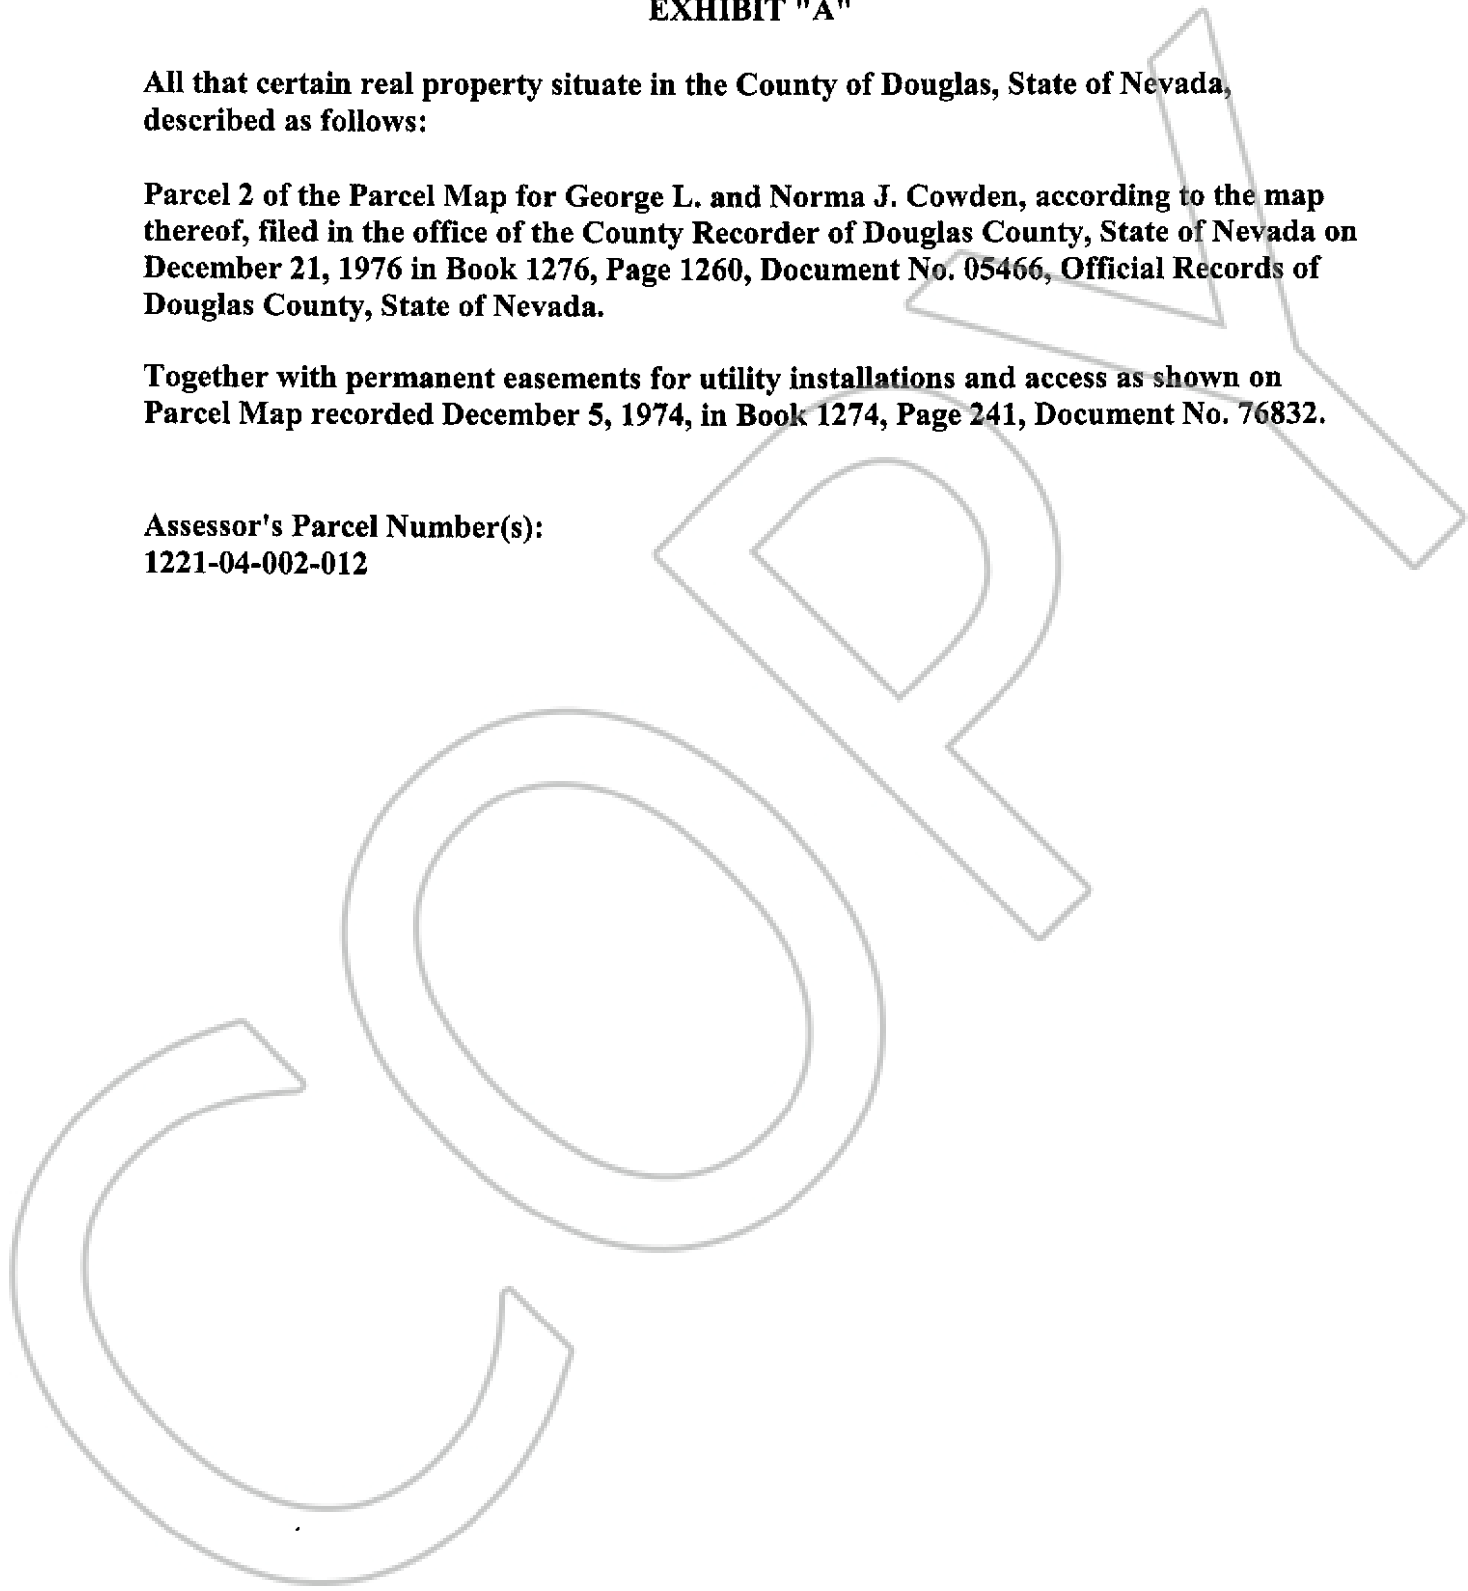 EXHIBIT "A"
All that certain real property situate in the County of Douglas, State of Nevada,
described as follows:
Parcel 2 of the Parcel Map for George L. and Norma J. Cowden, according to the map
thereof, filed in the office of the County Recorder of Douglas County, State of Nevada on
December 21, 1976 in Book 1276, Page 1260, Document No. 05466, Official Records of
Douglas County, State of Nevada.
Together with permanent easements for utility installations and access as shown on
Parcel Map recorded December 5, 1974, in Book 1274, Page 241, Document No. 76832.
Assessor's Parcel Number(s):
1221-04-002-012
COPY